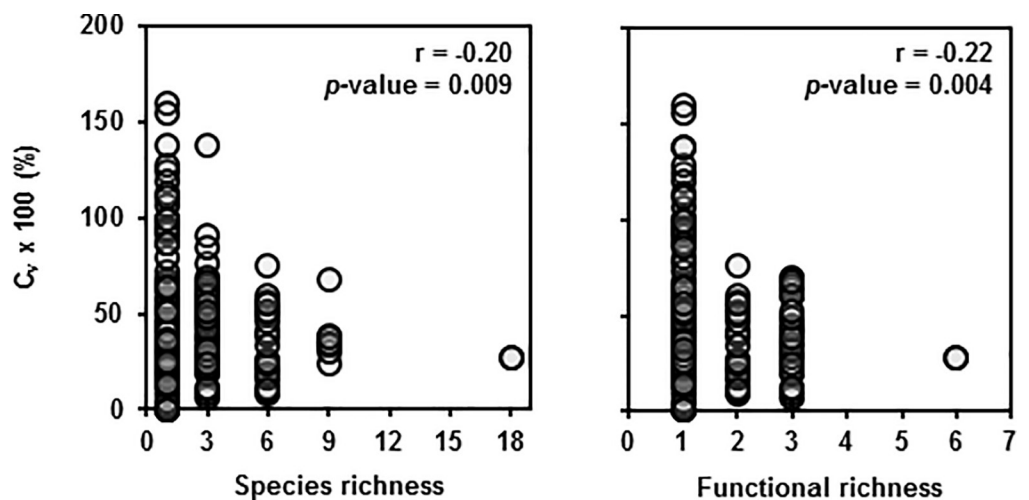 200
150
100
50
0
C_v x 100 (%)
r = -0.20
p-value = 0.009
0 3 6 9 12 15 18
Species richness
r = -0.22
p-value = 0.004
0 1 2 3 4 5 6 7
Functional richness